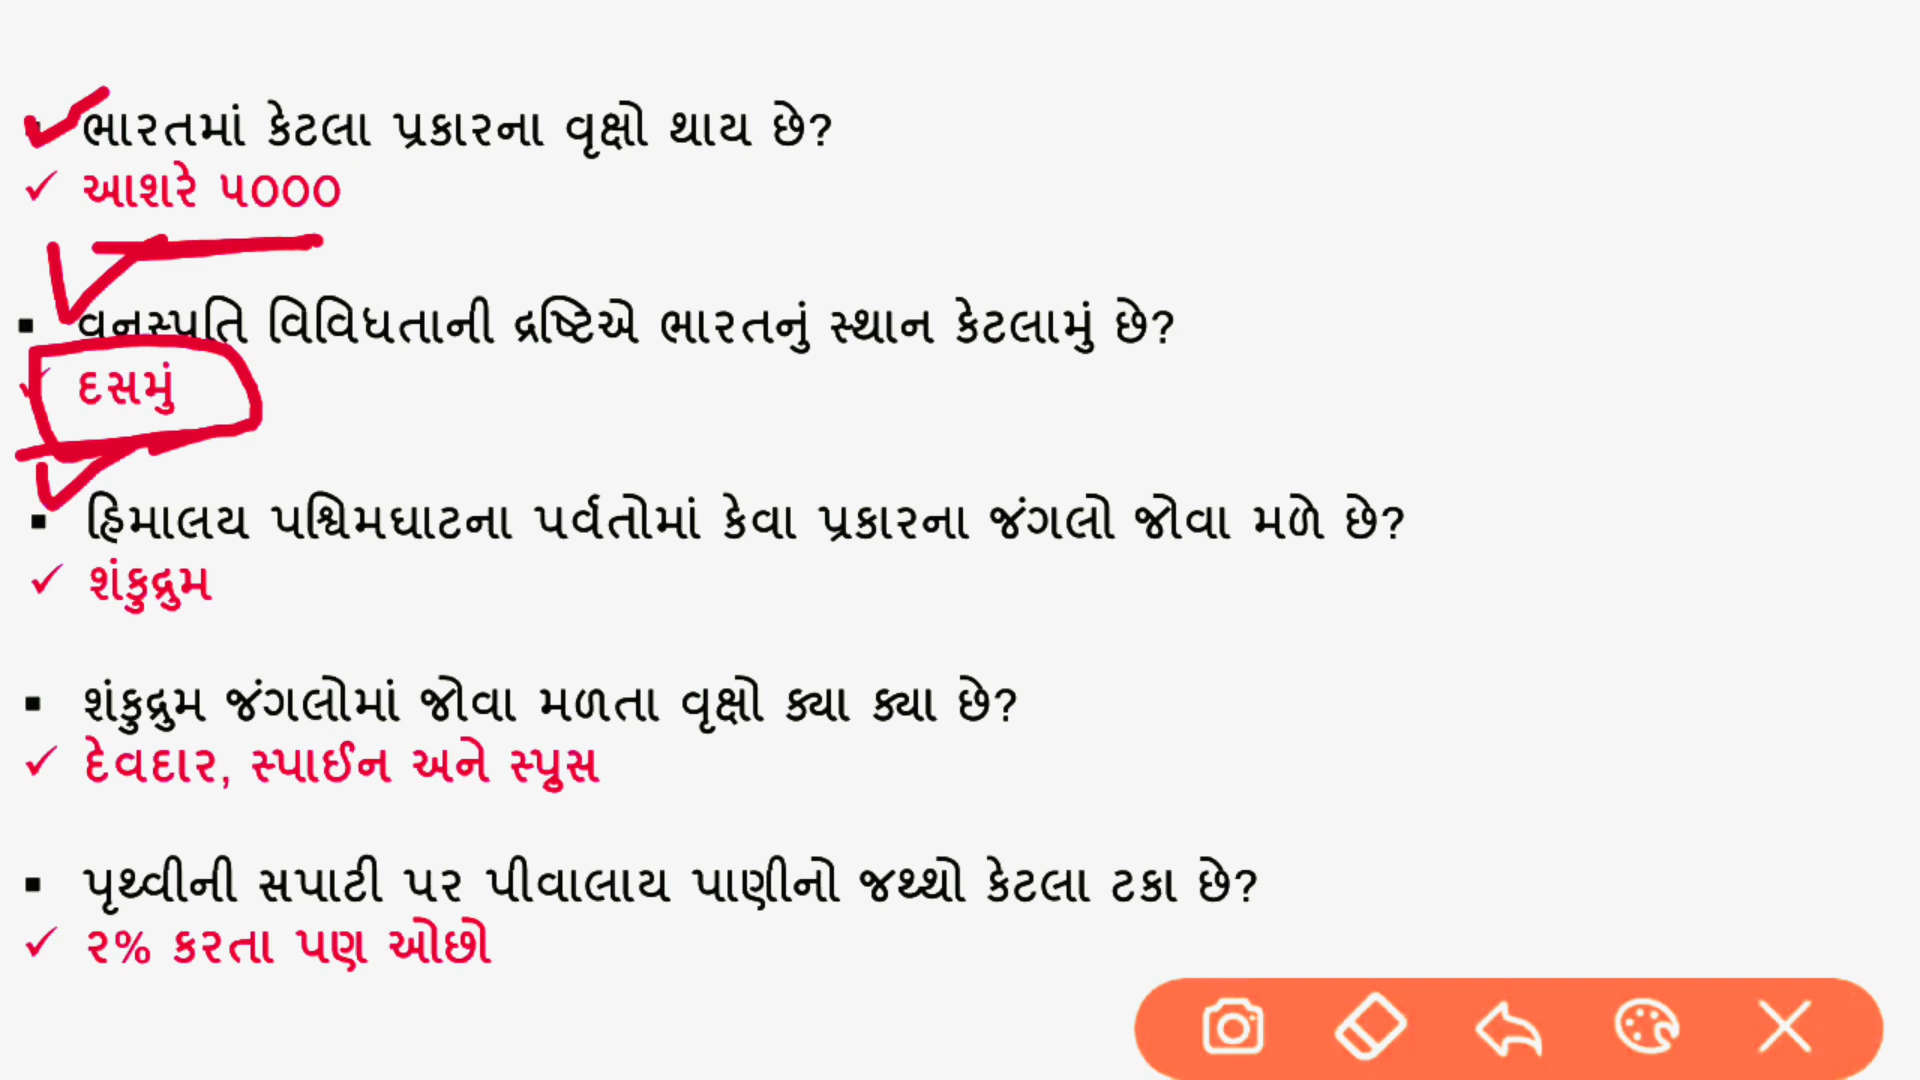 ભારતમાં કેટલા પ્રકારના વૃક્ષો થાય છે?
આશરે ૫૦૦૦
વનસ્પતિ વિવિધતાની દ્રષ્ટિએ ભારતનું સ્થાન કેટલામું છે?
દસમું
હિમાલય પશ્ચિમઘાટના પર્વતોમાં કેવા પ્રકારના જંગલો જોવા મળે છે?
શંકુદ્રુમ
શંકુદ્રુમ જંગલોમાં જોવા મળતા વૃક્ષો ક્યા ક્યા છે?
દેવદાર, સ્પાઈન અને સ્પ્રુસ
પૃથ્વીની સપાટી પર પીવાલાય પાણીનો જથ્થો કેટલા ટકા છે?
૨% કરતા પણ ઓછો